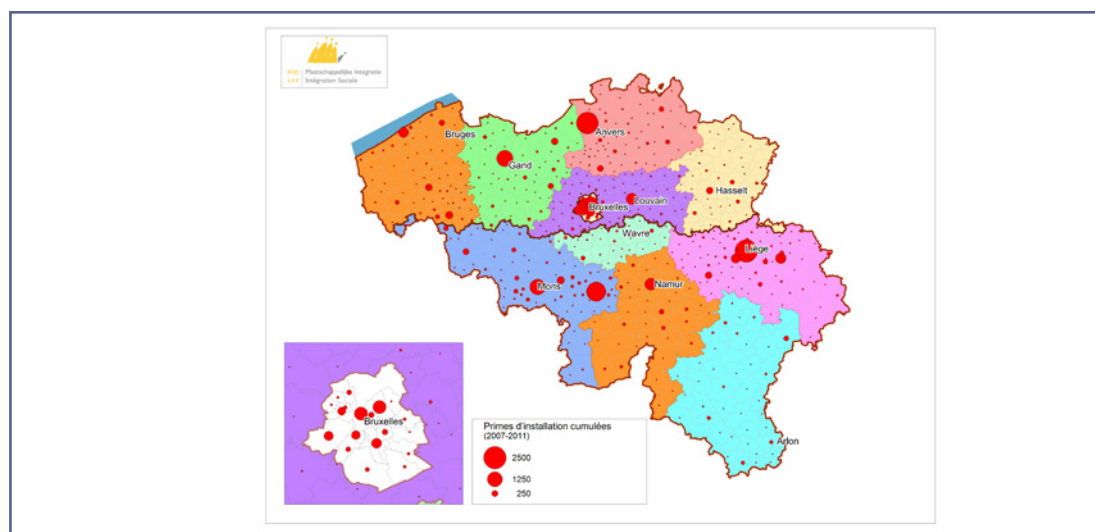 MIIS Maatschappelijke Integratie
SPP Intégration Sociale
Bruges
Anvers
Gand
Hasselt
Louvain
Bruxelles
Wavre
Liège
Mons
Namur
Bruxelles
Arlon
Primes d'installation cumulées
(2007-2011)
2500
1250
250